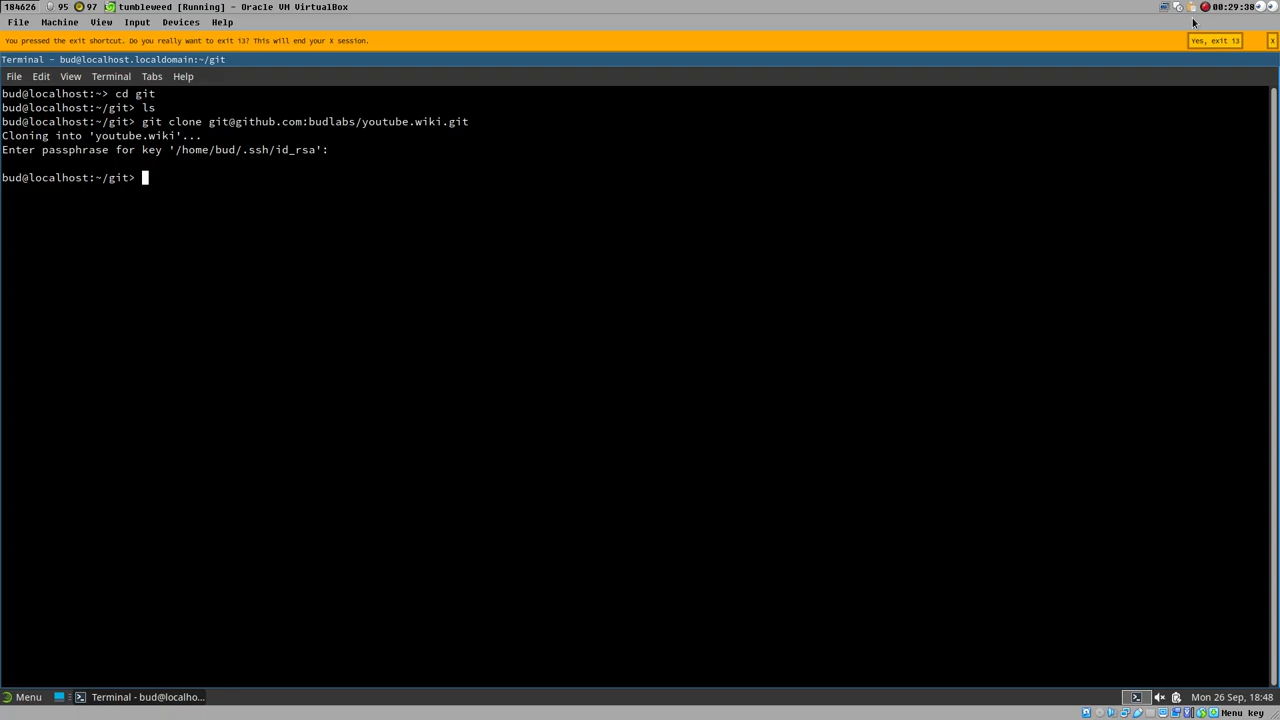 184626 95 97 tumbleweed [Running] - Oracle VM VirtualBox 00:29:38
File Machine View Input Devices Help
You pressed the exit shortcut. Do you really want to exit i3? This will end your X session. Yes, exit i3 X
Terminal - bud@localhost.localdomain:~/git
File Edit View Terminal Tabs Help
bud@localhost:~> cd git
bud@localhost:~/git> ls
bud@localhost:~/git> git clone git@github.com:budlabs/youtube.wiki.git
Cloning into 'youtube.wiki'...
Enter passphrase for key '/home/bud/.ssh/id_rsa':
bud@localhost:~/git>
Menu Terminal - bud@localho... Mon 26 Sep, 18:48
Menu key